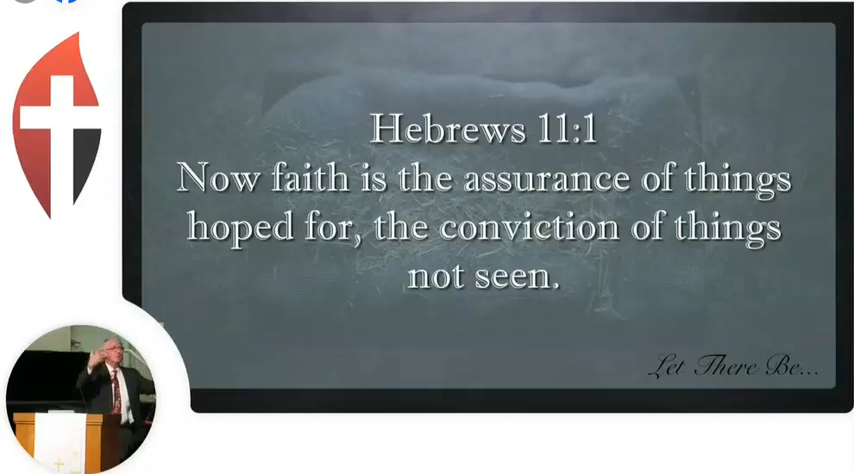 Hebrews 11:1
Now faith is the assurance of things
hoped for, the conviction of things
not seen.
Let There Be...